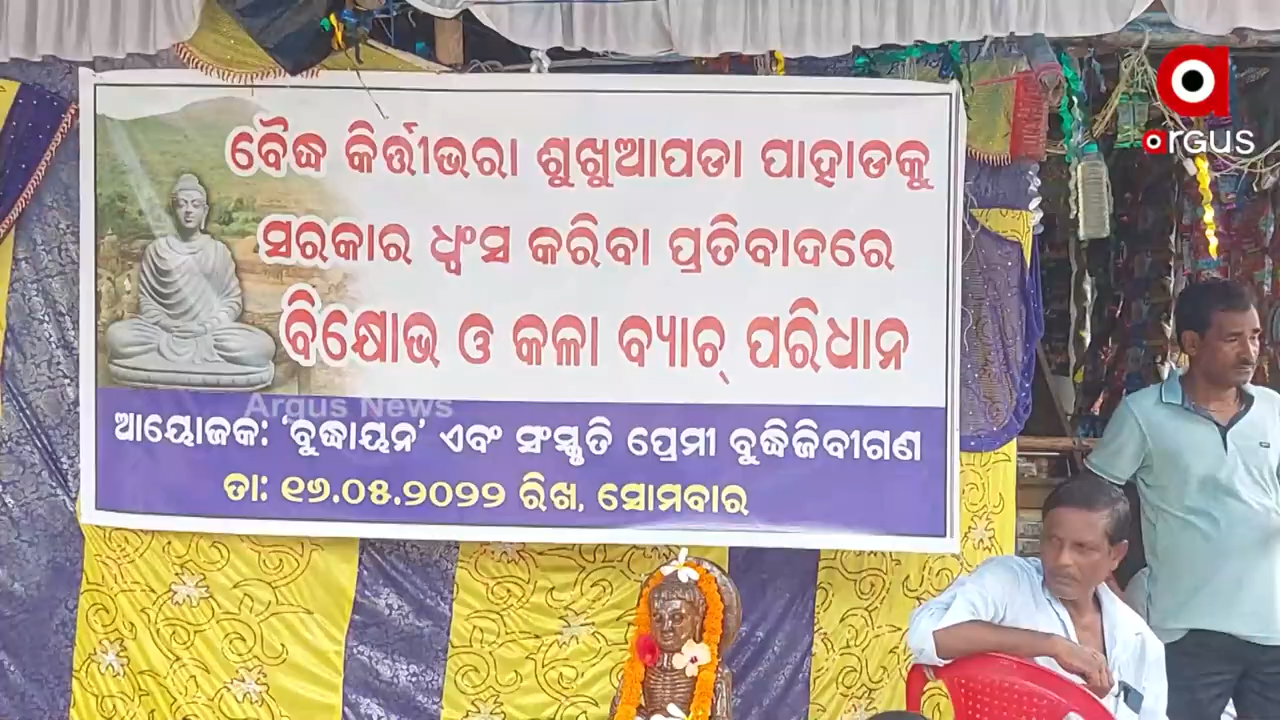 ବୈଦ୍ଧ କିର୍ତ୍ତୀଭରା ଶୁଖୁଆପଡା ପାହାଡକୁ
ସରକାର ଧ୍ଵଂସ କରିବା ପ୍ରତିବାଦରେ
ବିକ୍ଷୋଭ ଓ କଳା ବ୍ୟାଚ୍ ପରିଧାନ
ଆୟୋଜକ: ‘ବୁଦ୍ଧାୟନ’ ଏବଂ ସଂସ୍କୃତି ପ୍ରେମୀ ବୁଦ୍ଧିଜିବୀଗଣ
ତା: ୧୬.୦୫.୨୦୨୨ ରିଖ, ସୋମବାର
Argus News
argus